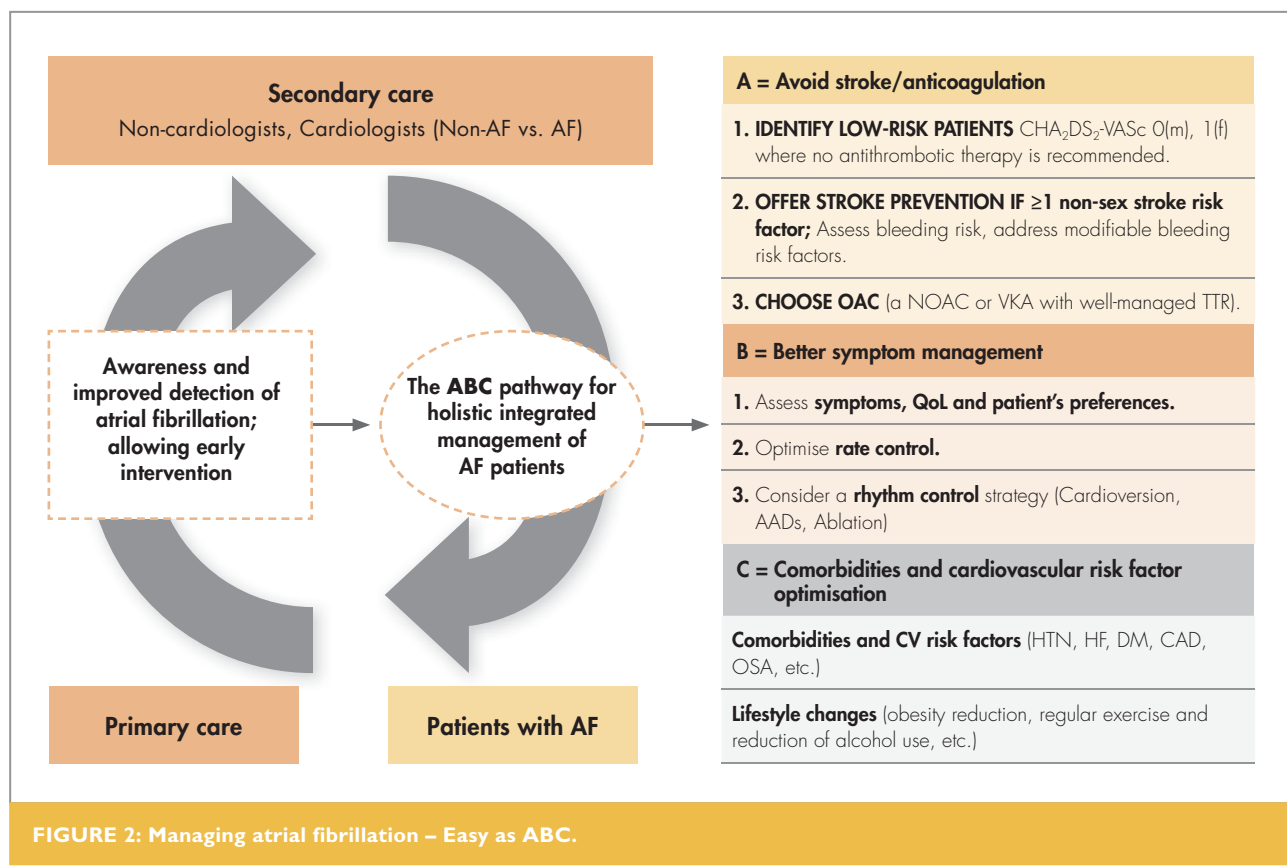 Secondary care
Non-cardiologists, Cardiologists (Non-AF vs. AF)
Awareness and
improved detection of
atrial fibrillation;
allowing early
intervention
The ABC pathway for
holistic integrated
management of
AF patients
Primary care
Patients with AF
A = Avoid stroke/anticoagulation
1. IDENTIFY LOW-RISK PATIENTS CHA₂DS₂-VASc 0(m), 1(f)
where no antithrombotic therapy is recommended.
2. OFFER STROKE PREVENTION IF ≥1 non-sex stroke risk
factor; Assess bleeding risk, address modifiable bleeding
risk factors.
3. CHOOSE OAC (a NOAC or VKA with well-managed TTR).
B = Better symptom management
1. Assess symptoms, QoL and patient's preferences.
2. Optimise rate control.
3. Consider a rhythm control strategy (Cardioversion,
AADs, Ablation)
C = Comorbidities and cardiovascular risk factor
optimisation
Comorbidities and CV risk factors (HTN, HF, DM, CAD,
OSA, etc.)
Lifestyle changes (obesity reduction, regular exercise and
reduction of alcohol use, etc.)
FIGURE 2: Managing atrial fibrillation – Easy as ABC.